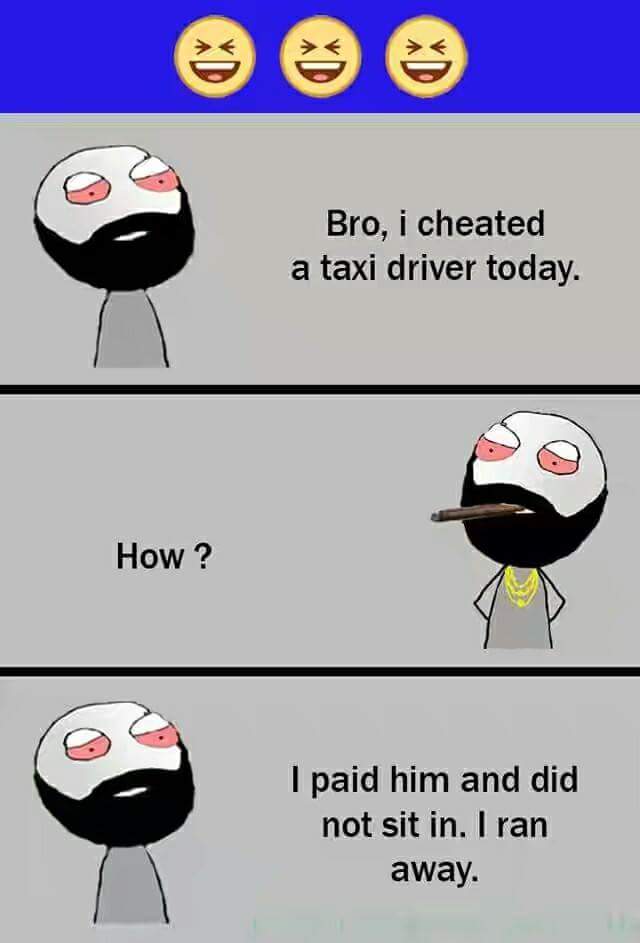 Bro, i cheated
a taxi driver today.
How ?
I paid him and did
not sit in. I ran
away.